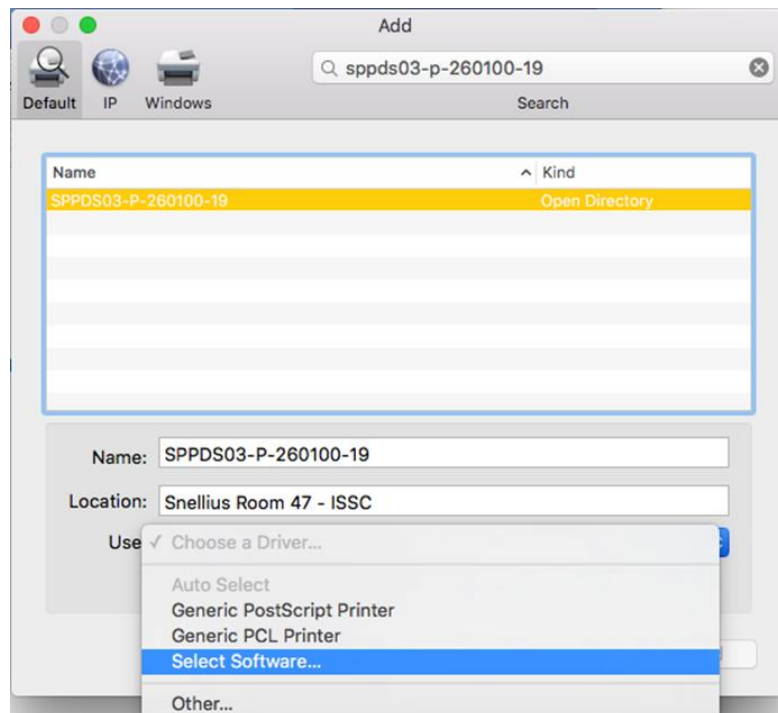 Add
sppds03-p-260100-19
Default IP Windows Search
Name Kind
SPPDS03-P-260100-19 Open Directory
Name: SPPDS03-P-260100-19
Location: Snellius Room 47 - ISSC
Use ✓ Choose a Driver...
Auto Select
Generic PostScript Printer
Generic PCL Printer
Select Software...
Other...